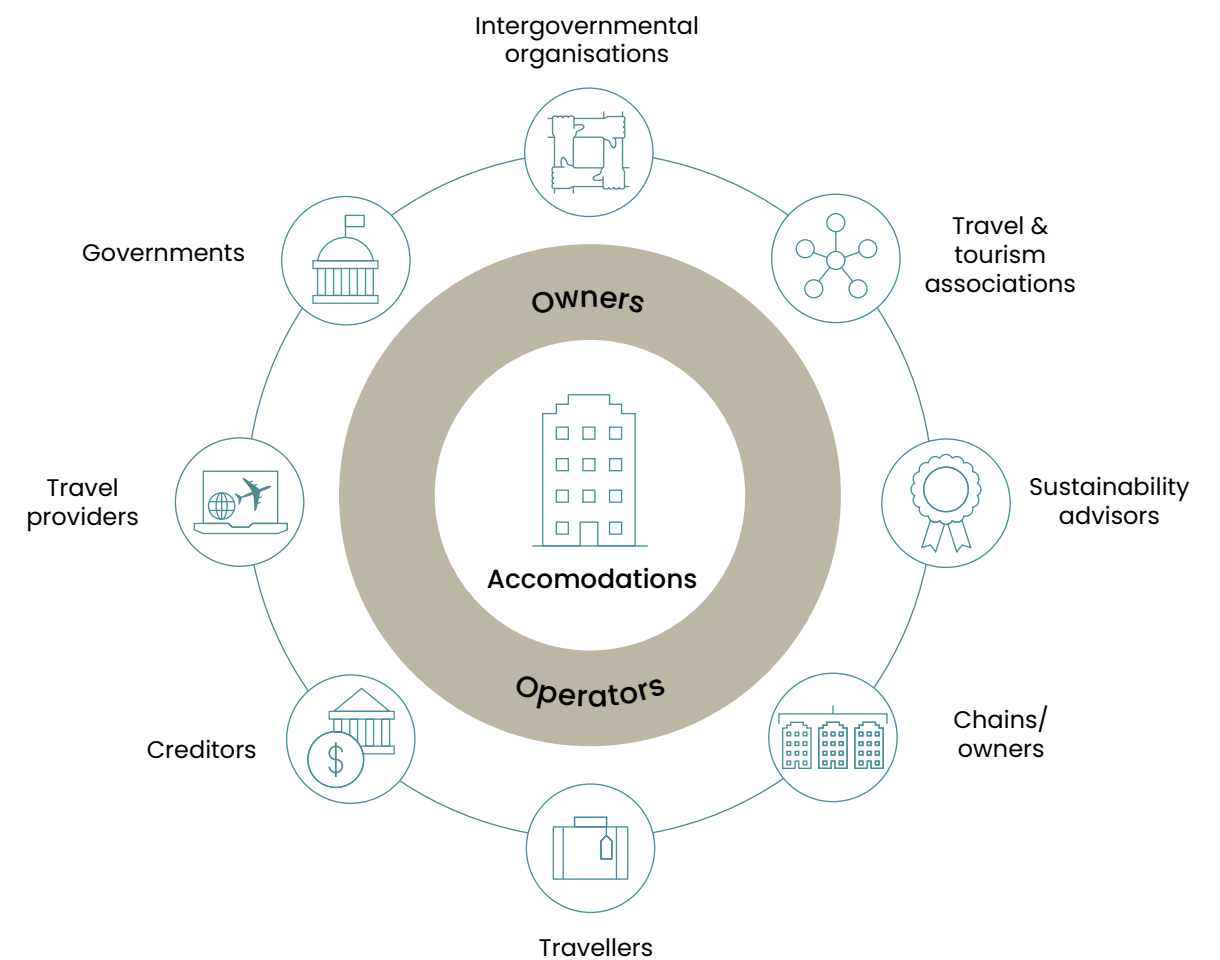 Intergovernmental
organisations
Governments
Travel &
tourism
associations
Owners
Travel
providers
Sustainability
advisors
Accomodations
Operators
Creditors
$
Chains/
owners
Travellers